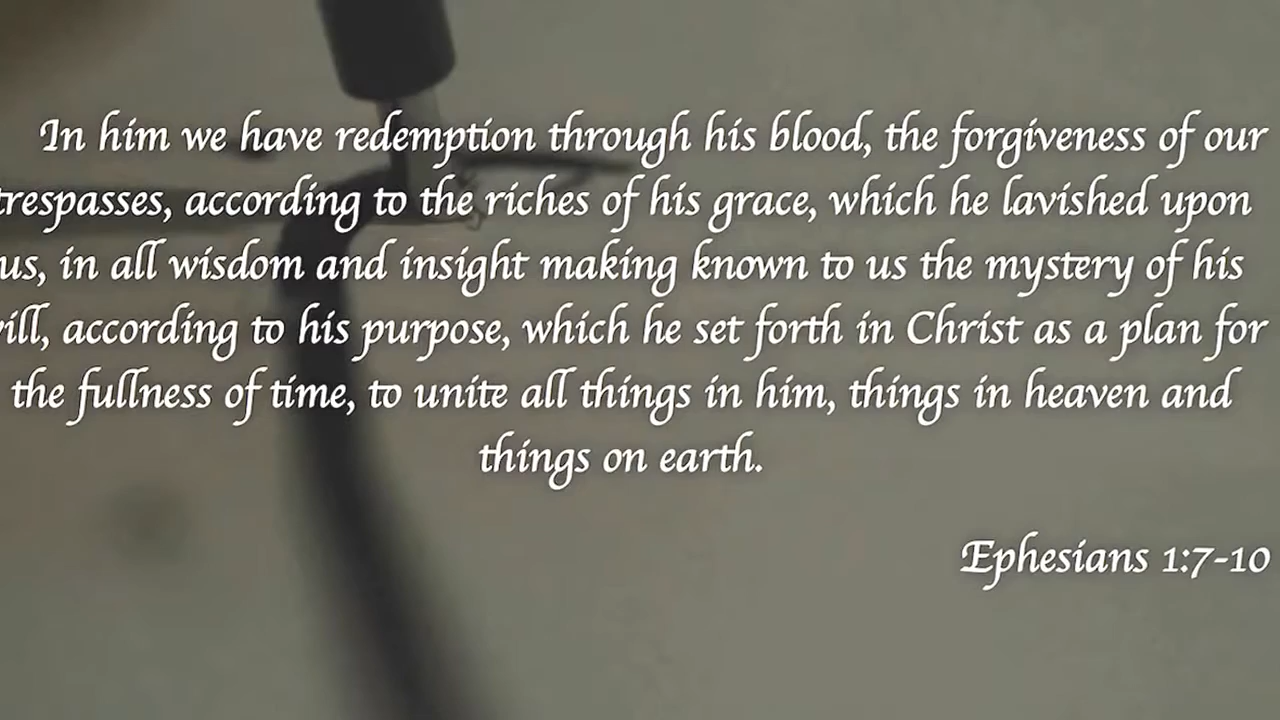 In him we have redemption through his blood, the forgiveness of our
trespasses, according to the riches of his grace, which he lavished upon
us, in all wisdom and insight making known to us the mystery of his
will, according to his purpose, which he set forth in Christ as a plan for
the fullness of time, to unite all things in him, things in heaven and
things on earth.
Ephesians 1:7-10